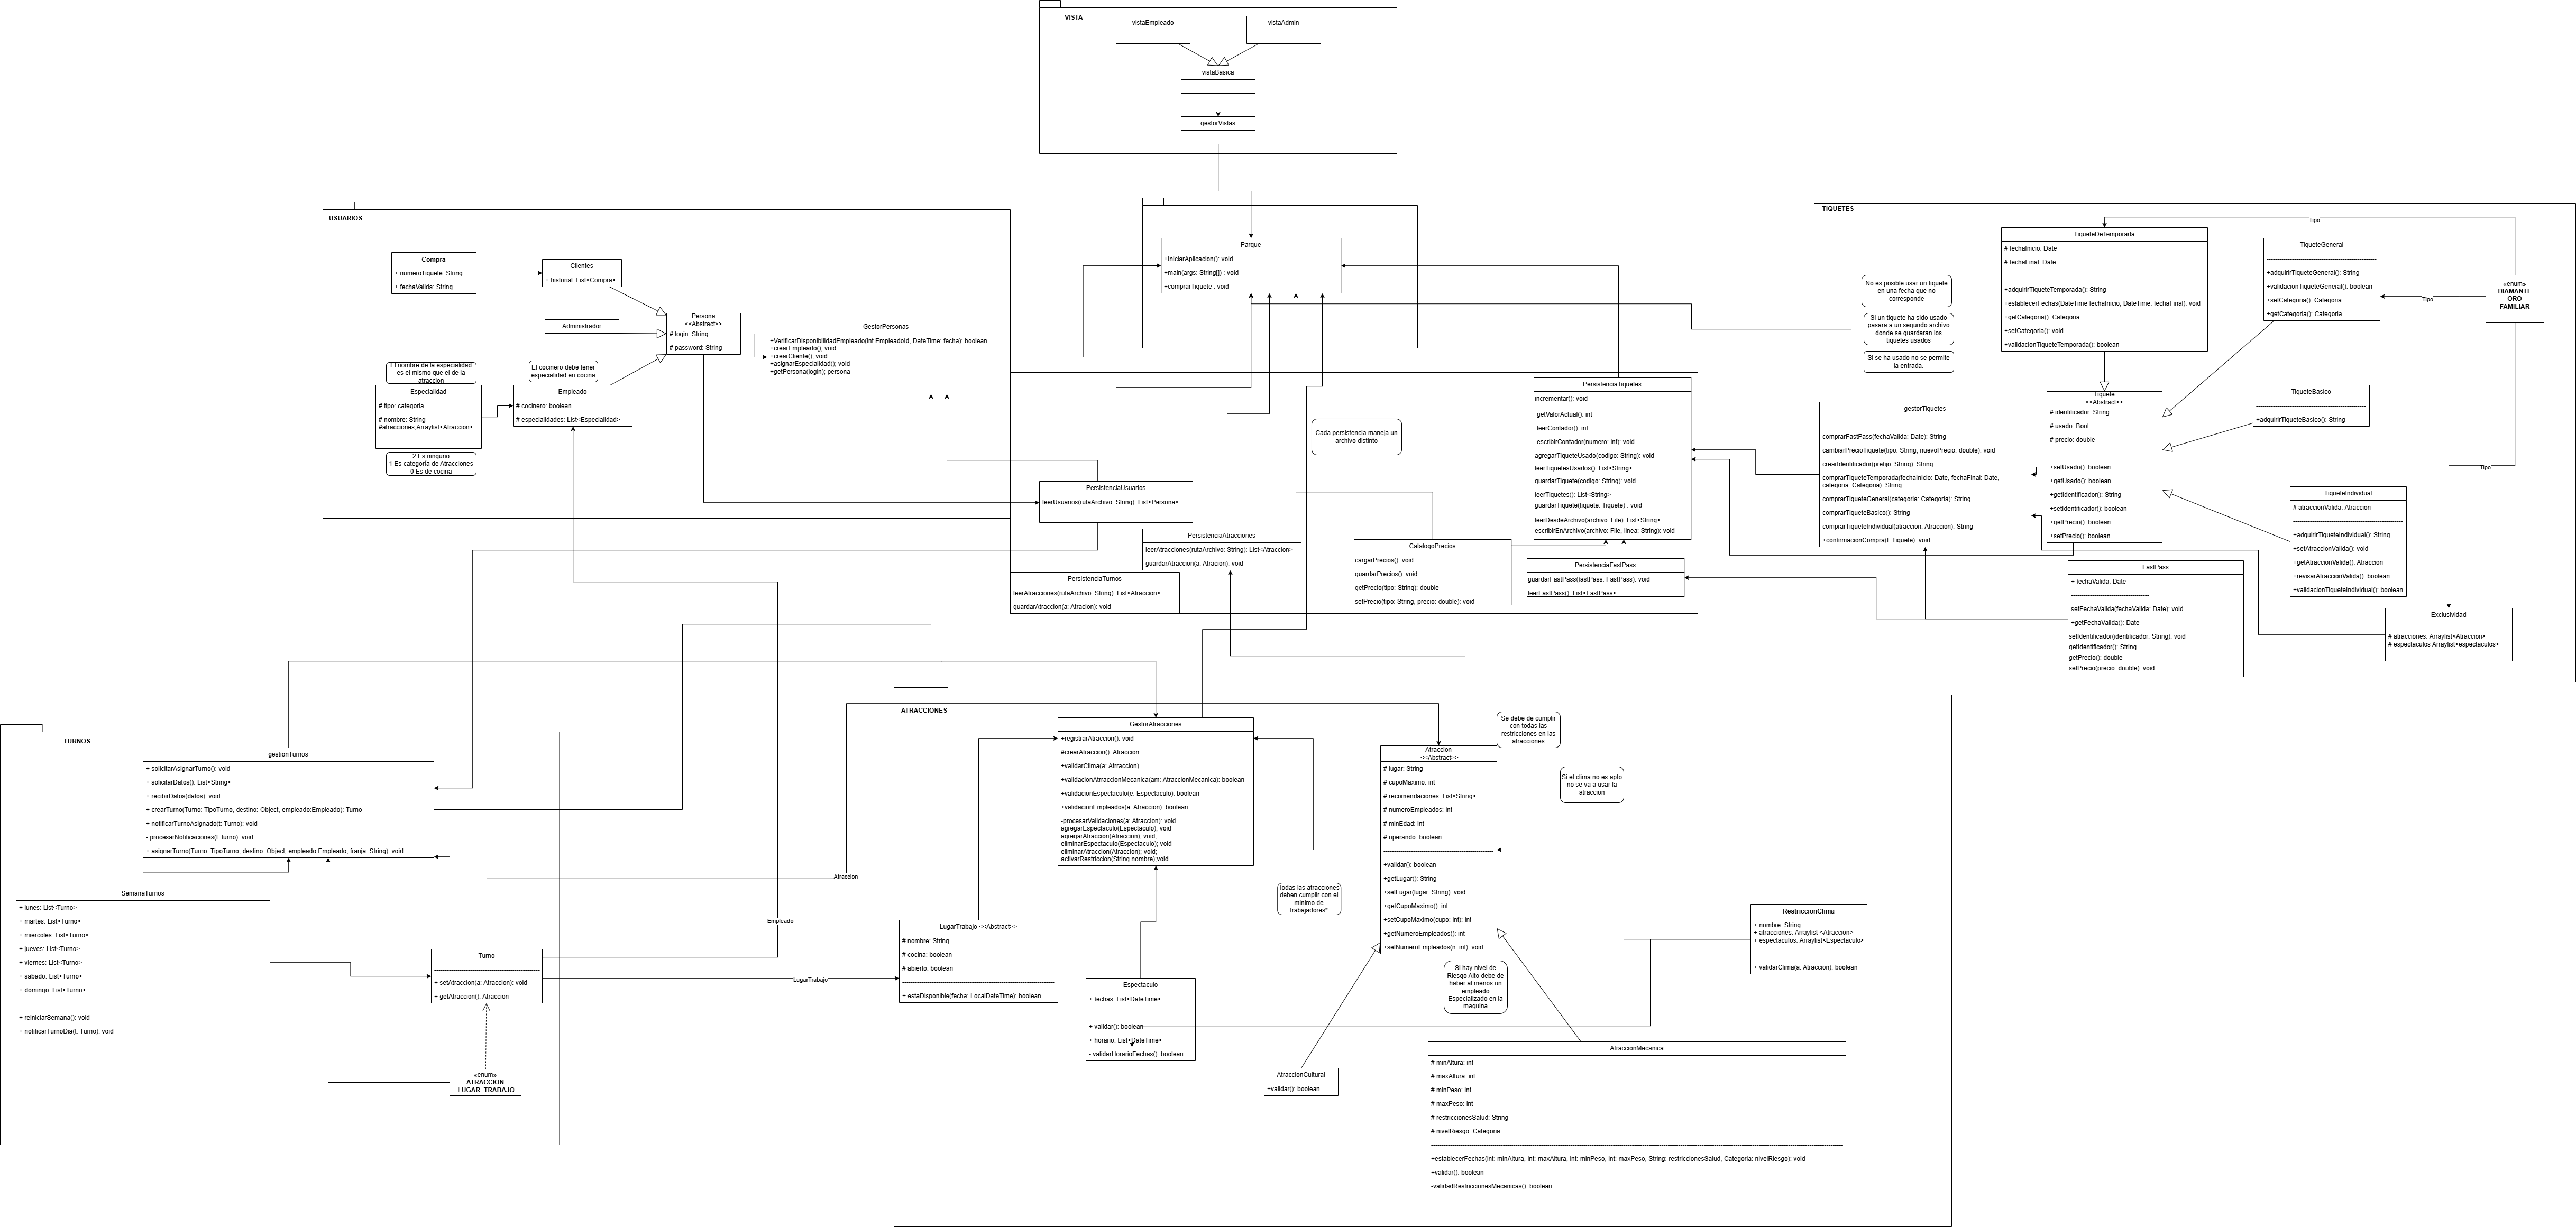 VISTA
vistaEmpleado
vistaAdmin
vistaBasica
gestorVistas
USUARIOS
Compra
+ numeroTiquete: String
+ fechaValida: String
Clientes
+ historial: List<Compra>
Administrador
Persona
<<Abstract>>
# login: String
# password: String
GestorPersonas
+VerificarDisponibilidadEmpleado(int EmpleadoId, DateTime: fecha): boolean
+crearEmpleado(); void
+crearCliente(); void
+asignarEspecialidad(); void
+getPersona(login); persona
El nombre de la especialidad
es el mismo que el de la
atraccion
El cocinero debe tener
especialidad en cocina
Especialidad
# tipo: categoria
# nombre: String
#atracciones;Arraylist<Atraccion>
Empleado
# cocinero: boolean
# especialidades: List<Especialidad>
2 Es ninguno
1 Es categoría de Atracciones
0 Es de cocina
Parque
+IniciarAplicacion(): void
+main(args: String[]) : void
+comprarTiquete : void
Cada persistencia maneja un
archivo distinto
PersistenciaTiquetes
incrementar(): void
getValorActual(): int
leerContador(): int
escribirContador(numero: int): void
agregarTiqueteUsado(codigo: String): void
leerTiquetesUsados(): List<String>
guardarTiquete(codigo: String): void
leerTiquetes(): List<String>
guardarTiquete(tiquete: Tiquete) : void
leerDesdeArchivo(archivo: File): List<String>
escribirEnArchivo(archivo: File, linea: String): void
PersistenciaUsuarios
leerUsuarios(rutaArchivo: String): List<Persona>
PersistenciaAtracciones
leerAtracciones(rutaArchivo: String): List<Atraccion>
guardarAtraccion(a: Atracion): void
PersistenciaTurnos
leerAtracciones(rutaArchivo: String): List<Atraccion>
guardarAtraccion(a: Atracion): void
CatalogoPrecios
cargarPrecios(): void
guardarPrecios(): void
getPrecio(tipo: String): double
setPrecio(tipo: String, precio: double): void
PersistenciaFastPass
guardarFastPass(fastPass: FastPass): void
leerFastPass(): List<FastPass>
TIQUETES
No es posible usar un tiquete
en una fecha que no
corresponde
Si un tiquete ha sido usado
pasara a un segundo archivo
donde se guardaran los
tiquetes usados
Si se ha usado no se permite
la entrada.
TiqueteDeTemporada
# fechaInicio: Date
# fechaFinal: Date
+adquirirTiqueteTemporada(): String
+establecerFechas(DateTime fechaInicio, DateTime: fechaFinal): void
+getCategoria(): Categoria
+setCategoria(): void
+validacionTiqueteTemporada(): boolean
Tipo
TiqueteGeneral
+adquirirTiqueteGeneral(): String
+validacionTiqueteGeneral(): boolean
+setCategoria(): Categoria
+getCategoria(): Categoria
Tipo
«enum»
DIAMANTE
ORO
FAMILIAR
Tipo
gestorTiquetes
comprarFastPass(fechaValida: Date): String
cambiarPrecioTiquete(tipo: String, nuevoPrecio: double): void
crearIdentificador(prefijo: String): String
comprarTiqueteTemporada(fechaInicio: Date, fechaFinal: Date,
categoria: Categoria): String
comprarTiqueteGeneral(categoria: Categoria): String
comprarTiqueteBasico(): String
comprarTiqueteIndividual(atraccion: Atraccion): String
+confirmacionCompra(t: Tiquete): void
Tiquete
<<Abstract>>
# identificador: String
# usado: Bool
# precio: double
+setUsado(): boolean
+getUsado(): boolean
+getIdentificador(): String
+setIdentificador(): boolean
+getPrecio(): boolean
+setPrecio(): boolean
TiqueteBasico
+adquirirTiqueteBasico(): String
TiqueteIndividual
# atraccionValida: Atraccion
+adquirirTiqueteIndividual(): String
+setAtraccionValida(): void
+getAtraccionValida(): Atraccion
+revisarAtraccionValida(): boolean
+validacionTiqueteIndividual(): boolean
FastPass
+ fechaValida: Date
setFechaValida(fechaValida: Date): void
+getFechaValida(): Date
setIdentificador(identificador: String): void
getIdentificador(): String
getPrecio(): double
setPrecio(precio: double): void
Exclusividad
# atracciones: Arraylist<Atraccion>
# espectaculos Arraylist<espectaculos>
TURNOS
gestionTurnos
+ solicitarAsignarTurno(): void
+ solicitarDatos(): List<String>
+ recibirDatos(datos): void
+ crearTurno(Turno: TipoTurno, destino: Object, empleado:Empleado): Turno
+ notificarTurnoAsignado(t: Turno): void
- procesarNotificaciones(t: turno): void
+ asignarTurno(Turno: TipoTurno, destino: Object, empleado:Empleado, franja: String): void
SemanaTurnos
+ lunes: List<Turno>
+ martes: List<Turno>
+ miercoles: List<Turno>
+ jueves: List<Turno>
+ viernes: List<Turno>
+ sabado: List<Turno>
+ domingo: List<Turno>
+ reiniciarSemana(): void
+ notificarTurnoDia(t: Turno): void
Turno
+ setAtraccion(a: Atraccion): void
+ getAtraccion(): Atraccion
«enum»
ATRACCION
LUGAR_TRABAJO
Empleado
Atraccion
LugarTrabajo
ATRACCIONES
GestorAtracciones
+registrarAtraccion(): void
#crearAtraccion(): Atraccion
+validarClima(a: Atrraccion)
+validacionAtrraccionMecanica(am: AtraccionMecanica): boolean
+validacionEspectaculo(e: Espectaculo): boolean
+validacionEmpleados(a: Atraccion): boolean
-procesarValidaciones(a: Atraccion): void
agregarEspectaculo(Espectaculo); void
agregarAtraccion(Atraccion); void;
eliminarEspectaculo(Espectaculo); void
eliminarAtraccion(Atraccion); void;
activarRestriccion(String nombre);void
Se debe de cumplir
con todas las
restricciones en las
atracciones
Si el clima no es apto
no se va a usar la
atraccion
Atraccion
<<Abstract>>
# lugar: String
# cupoMaximo: int
# recomendaciones: List<String>
# numeroEmpleados: int
# minEdad: int
# operando: boolean
+validar(): boolean
+getLugar(): String
+setLugar(lugar: String): void
+getCupoMaximo(): int
+setCupoMaximo(cupo: int): int
+getNumeroEmpleados(): int
+setNumeroEmpleados(n: int): void
Todas las atracciones
deben cumplir con el
minimo de
trabajadores*
LugarTrabajo <<Abstract>>
# nombre: String
# cocina: boolean
# abierto: boolean
+ estaDisponible(fecha: LocalDateTime): boolean
Espectaculo
+ fechas: List<DateTime>
+ validar(): boolean
+ horario: List<DateTime>
- validarHorarioFechas(): boolean
Si hay nivel de
Riesgo Alto debe de
haber al menos un
empleado
Especializado en la
maquina
RestriccionClima
+ nombre: String
+ atracciones: Arraylist <Atraccion>
+ espectaculos: Arraylist<Espectaculo>
+ validarClima(a: Atraccion): boolean
AtraccionCultural
+validar(): boolean
AtraccionMecanica
# minAltura: int
# maxAltura: int
# minPeso: int
# maxPeso: int
# restriccionesSalud: String
# nivelRiesgo: Categoria
+establecerFechas(int: minAltura, int: maxAltura, int: minPeso, int: maxPeso, String: restriccionesSalud, Categoria: nivelRiesgo): void
+validar(): boolean
-validadRestriccionesMecanicas(): boolean